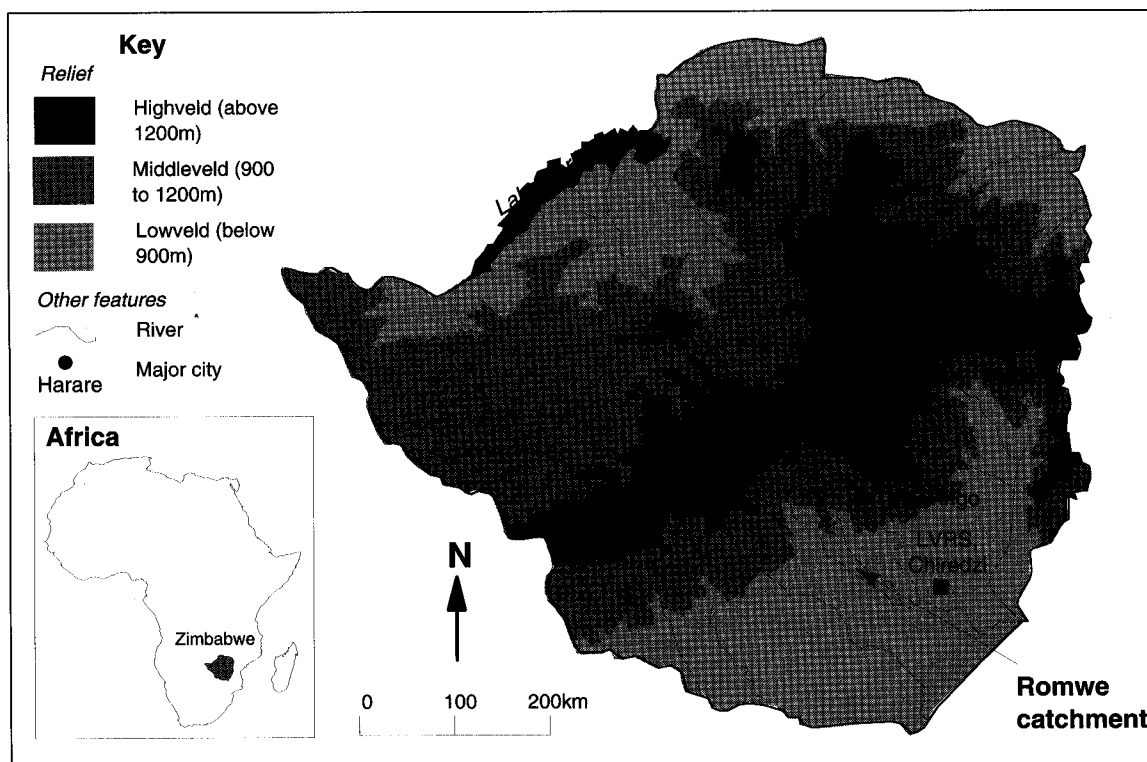 Key
Relief
Highveld (above
1200m)
Middleveld (900
to 1200m)
Lowveld (below
900m)
Other features
River
Harare
Major city
Africa
Zimbabwe
N
0
100
200km
LVRS
Chiredzi
Romwe
catchment